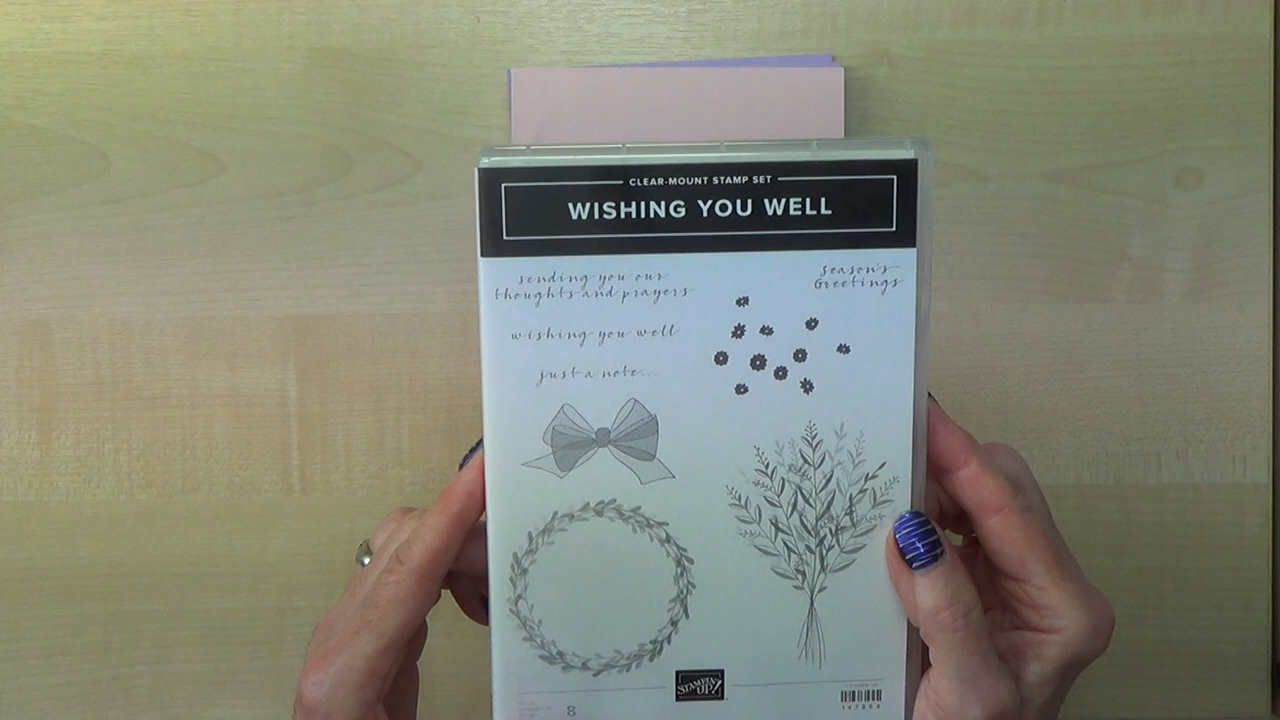 CLEAR-MOUNT STAMP SET
WISHING YOU WELL
sending you our
thoughts and prayers
season's
Greetings
wishing you well
just a note...
STAMPIN' UP!
8
147804